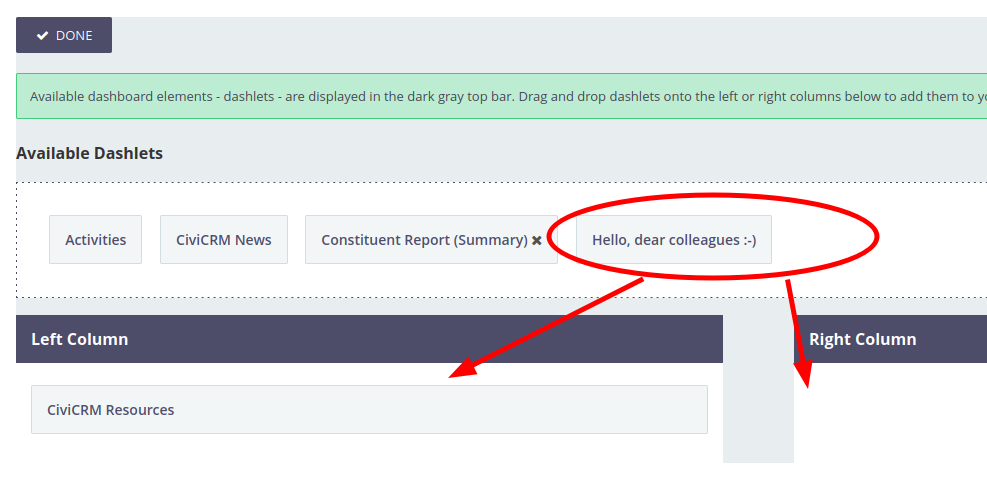 DONE
Available dashboard elements - dashlets - are displayed in the dark gray top bar. Drag and drop dashlets onto the left or right columns below to add them to
Available Dashlets
Activities
CiviCRM News
Constituent Report (Summary)
Hello, dear colleagues :-)
Left Column
Right Column
CiviCRM Resources